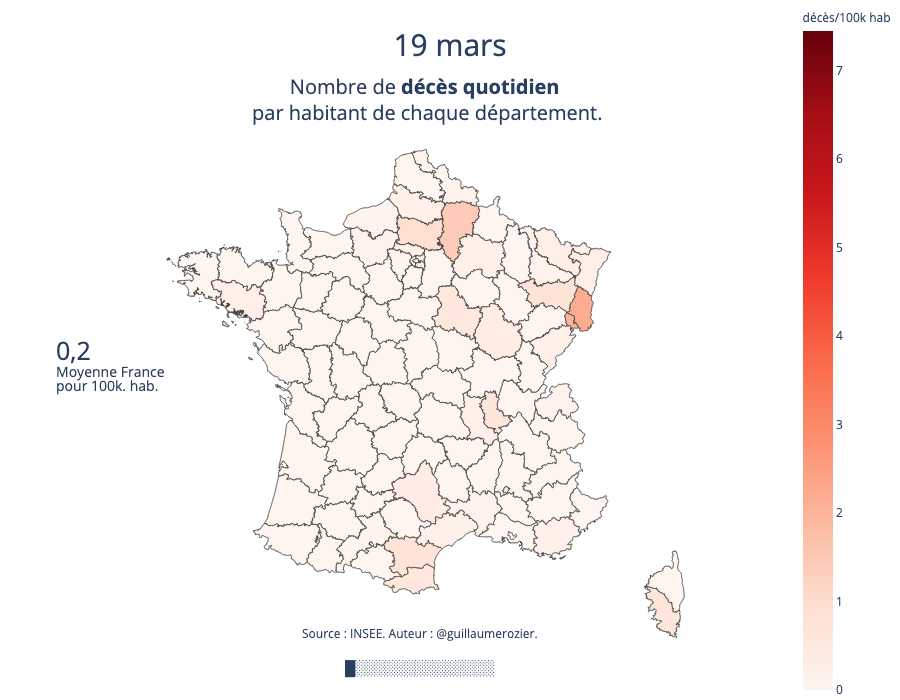 19 mars
décès/100k hab
Nombre de décès quotidien
par habitant de chaque département.
7
6
5
4
3
2
1
0
0,2
Moyenne France
pour 100k. hab.
Source : INSEE. Auteur : @guillaumerozier.